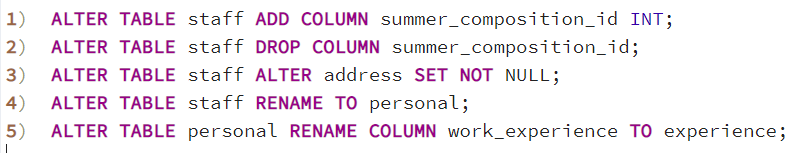 1) ALTER TABLE staff ADD COLUMN summer_composition_id INT;
2) ALTER TABLE staff DROP COLUMN summer_composition_id;
3) ALTER TABLE staff ALTER address SET NOT NULL;
4) ALTER TABLE staff RENAME TO personal;
5) ALTER TABLE personal RENAME COLUMN work_experience TO experience;